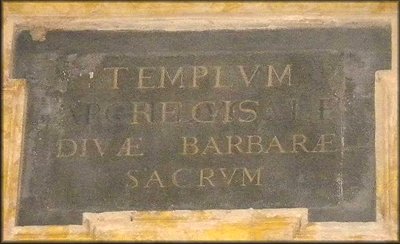 TEMPLVM
REGIS
DIVÆ BARBARÆ
SACRVM